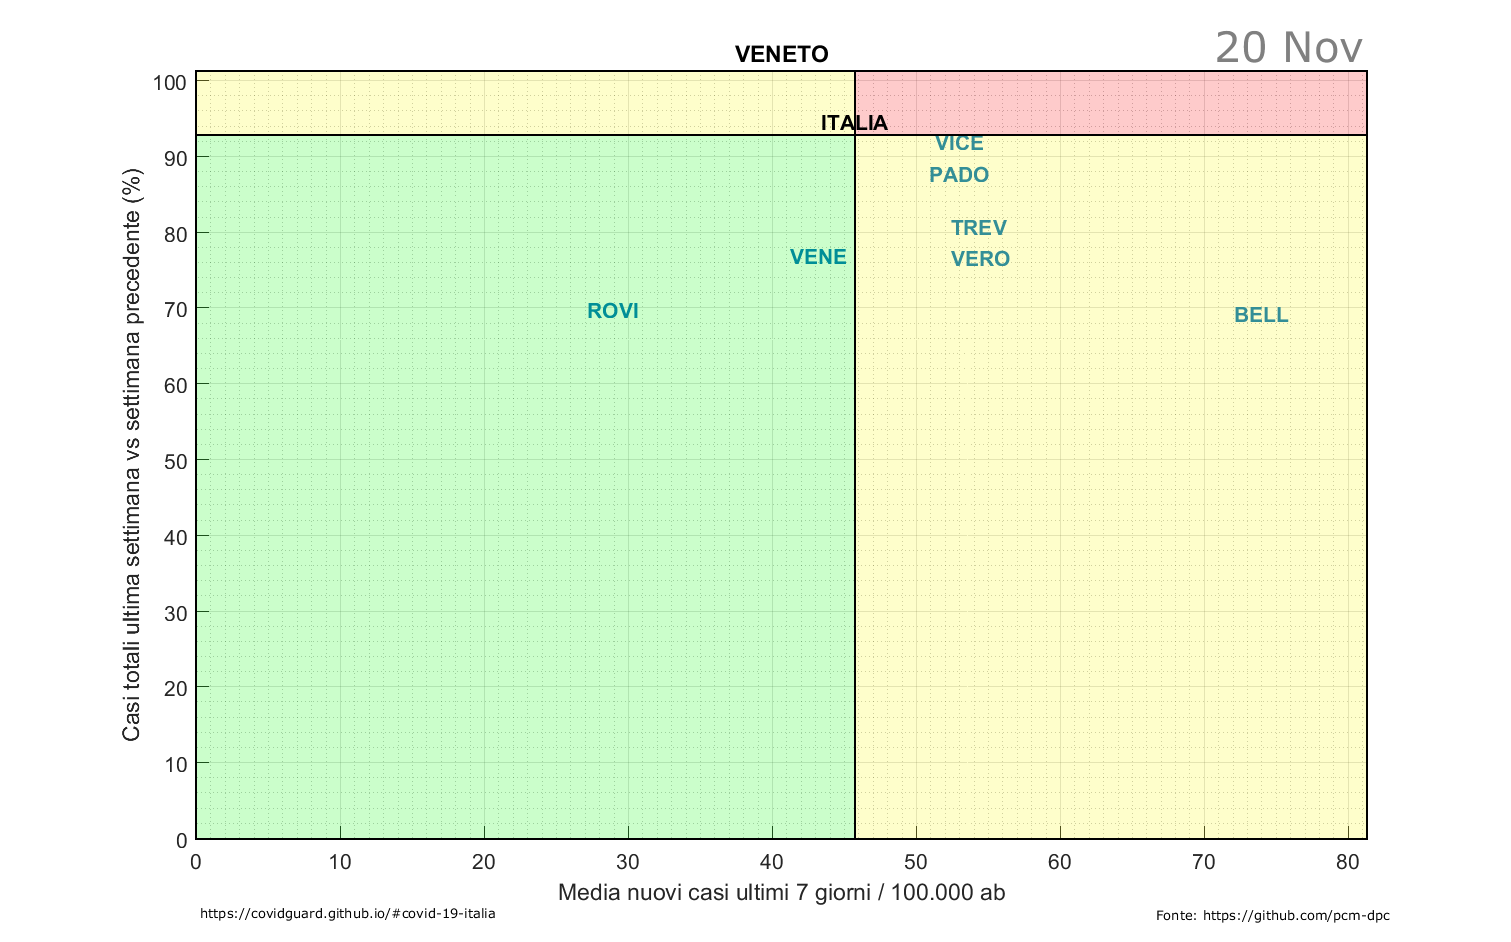 VENETO
20 Nov
Casi totali ultima settimana vs settimana precedente (%)
100
90
80
70
60
50
40
30
20
10
0
ITALIA
VICE
PADO
TREV
VENE
VERO
ROVI
BELL
0 10 20 30 40 50 60 70 80
Media nuovi casi ultimi 7 giorni / 100.000 ab
https://covidguard.github.io/#covid-19-italia
Fonte: https://github.com/pcm-dpc